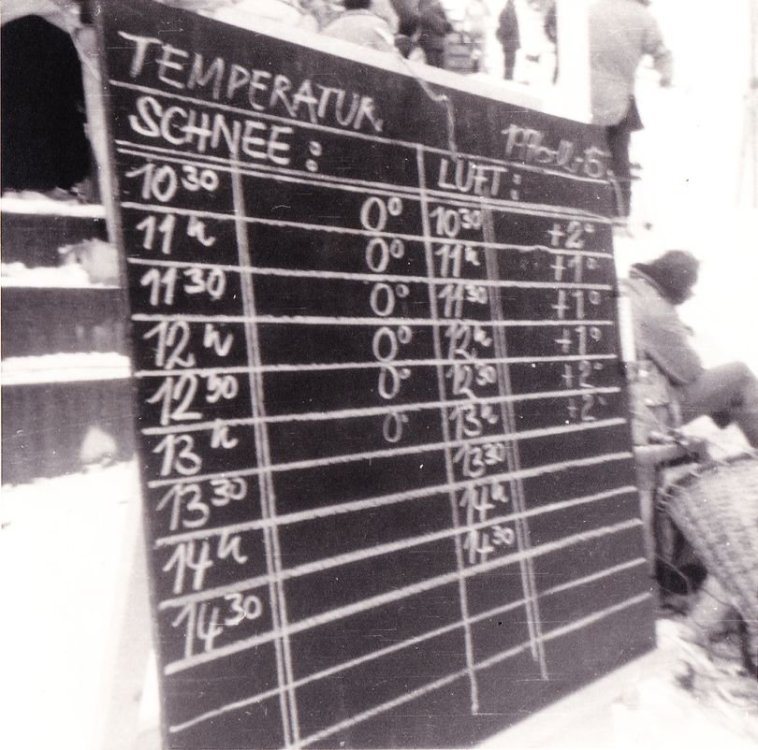 TEMPERATUR.
SCHNEE: LUFT:
10³⁰ 0° 10³⁰ +2°
11ʰ 0° 11ʰ +1°
11³⁰ 0° 11³⁰ +1°
12ʰ 0° 12ʰ +1°
12³⁰ 0° 12³⁰ +2°
13ʰ 0° 13ʰ +2°
13³⁰ 13³⁰
14ʰ 14ʰ
14³⁰ 14³⁰